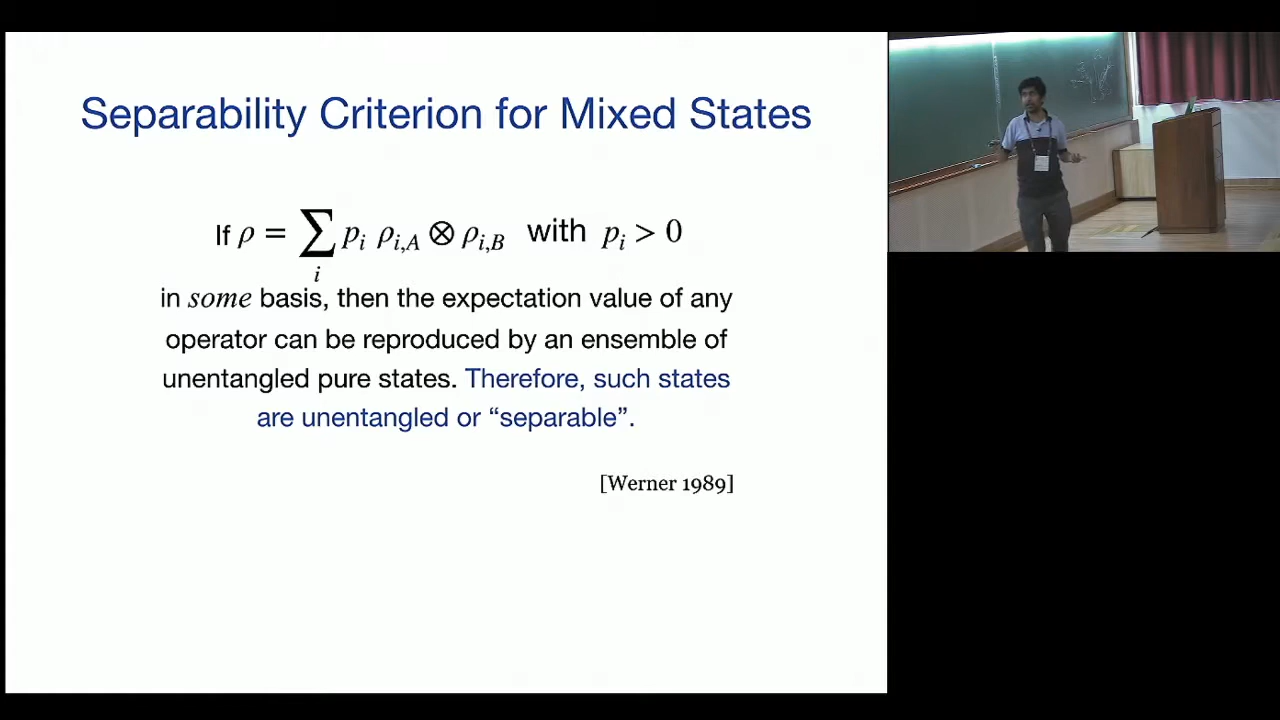 Separability Criterion for Mixed States
If ρ = ∑ᵢ pᵢ ρᵢ,A ⊗ ρᵢ,B with pᵢ > 0
in some basis, then the expectation value of any
operator can be reproduced by an ensemble of
unentangled pure states. Therefore, such states
are unentangled or “separable”.
[Werner 1989]